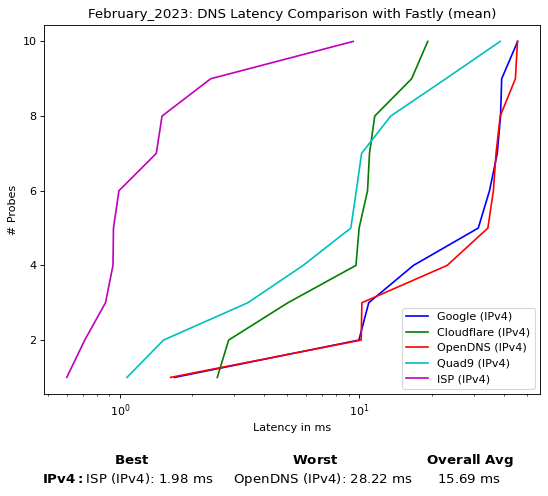 February_2023: DNS Latency Comparison with Fastly (mean)
10
8
6
4
2
# Probes
10⁰
10¹
Latency in ms
Google (IPv4)
Cloudflare (IPv4)
OpenDNS (IPv4)
Quad9 (IPv4)
ISP (IPv4)
Best Worst Overall Avg
IPv4: ISP (IPv4): 1.98 ms OpenDNS (IPv4): 28.22 ms 15.69 ms